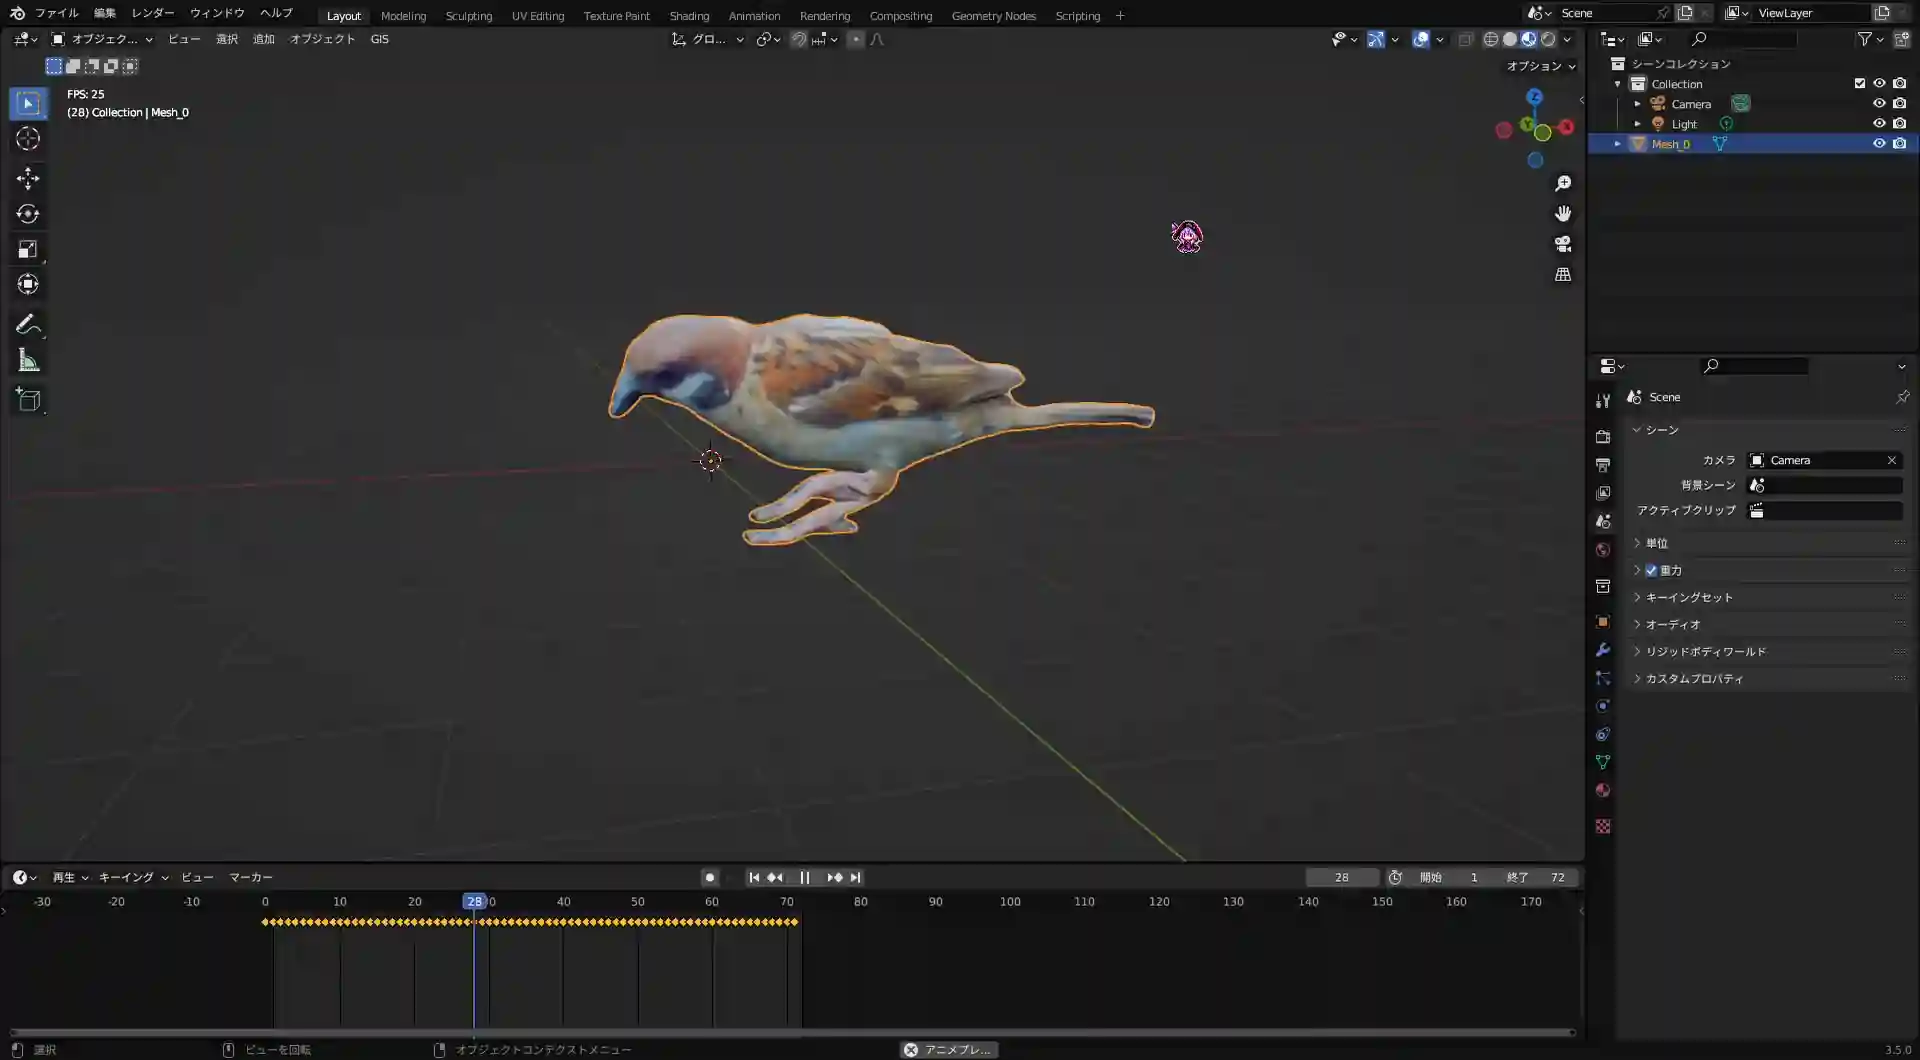 ファイル 編集 レンダー ウィンドウ ヘルプ Layout Modeling Sculpting UV Editing Texture Paint Shading Animation Rendering Compositing Geometry Nodes Scripting + Scene ViewLayer
オブジェク... ビュー 選択 追加 オブジェクト GIS グロ...
オプション
FPS: 25
(28) Collection | Mesh_0
Z
Y
X
シーンコレクション
Collection
Camera
Light
Mesh_0
Scene
シーン
カメラ Camera
背景シーン
アクティブクリップ
単位
重力
キーイングセット
オーディオ
リジッドボディワールド
カスタムプロパティ
再生 キーイング ビュー マーカー 28 開始 1 終了 72
-30 -20 -10 0 10 20 28 30 40 50 60 70 80 90 100 110 120 130 140 150 160 170
選択 ビューを回転 オブジェクトコンテクストメニュー アニメプレ... 3.5.0